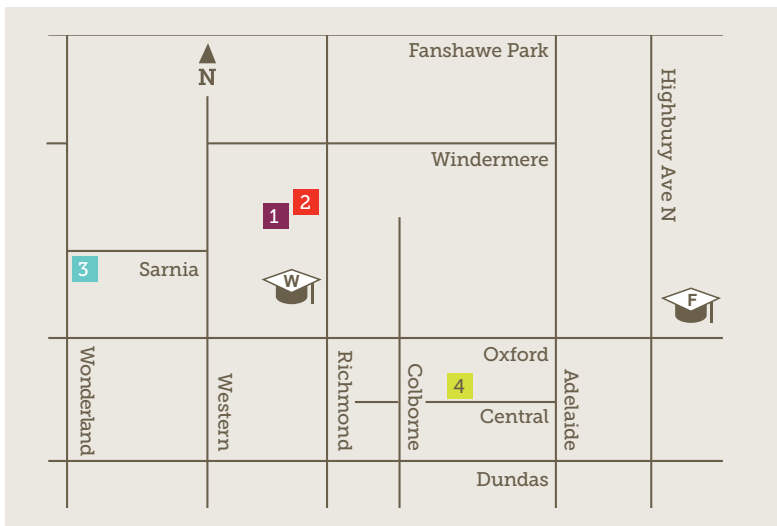 Fanshawe Park
N
Highbury Ave N
Windermere
2
1
3
Sarnia
W
F
Oxford
Wonderland
Western
Richmond
Colborne
Adelaide
4
Central
Dundas